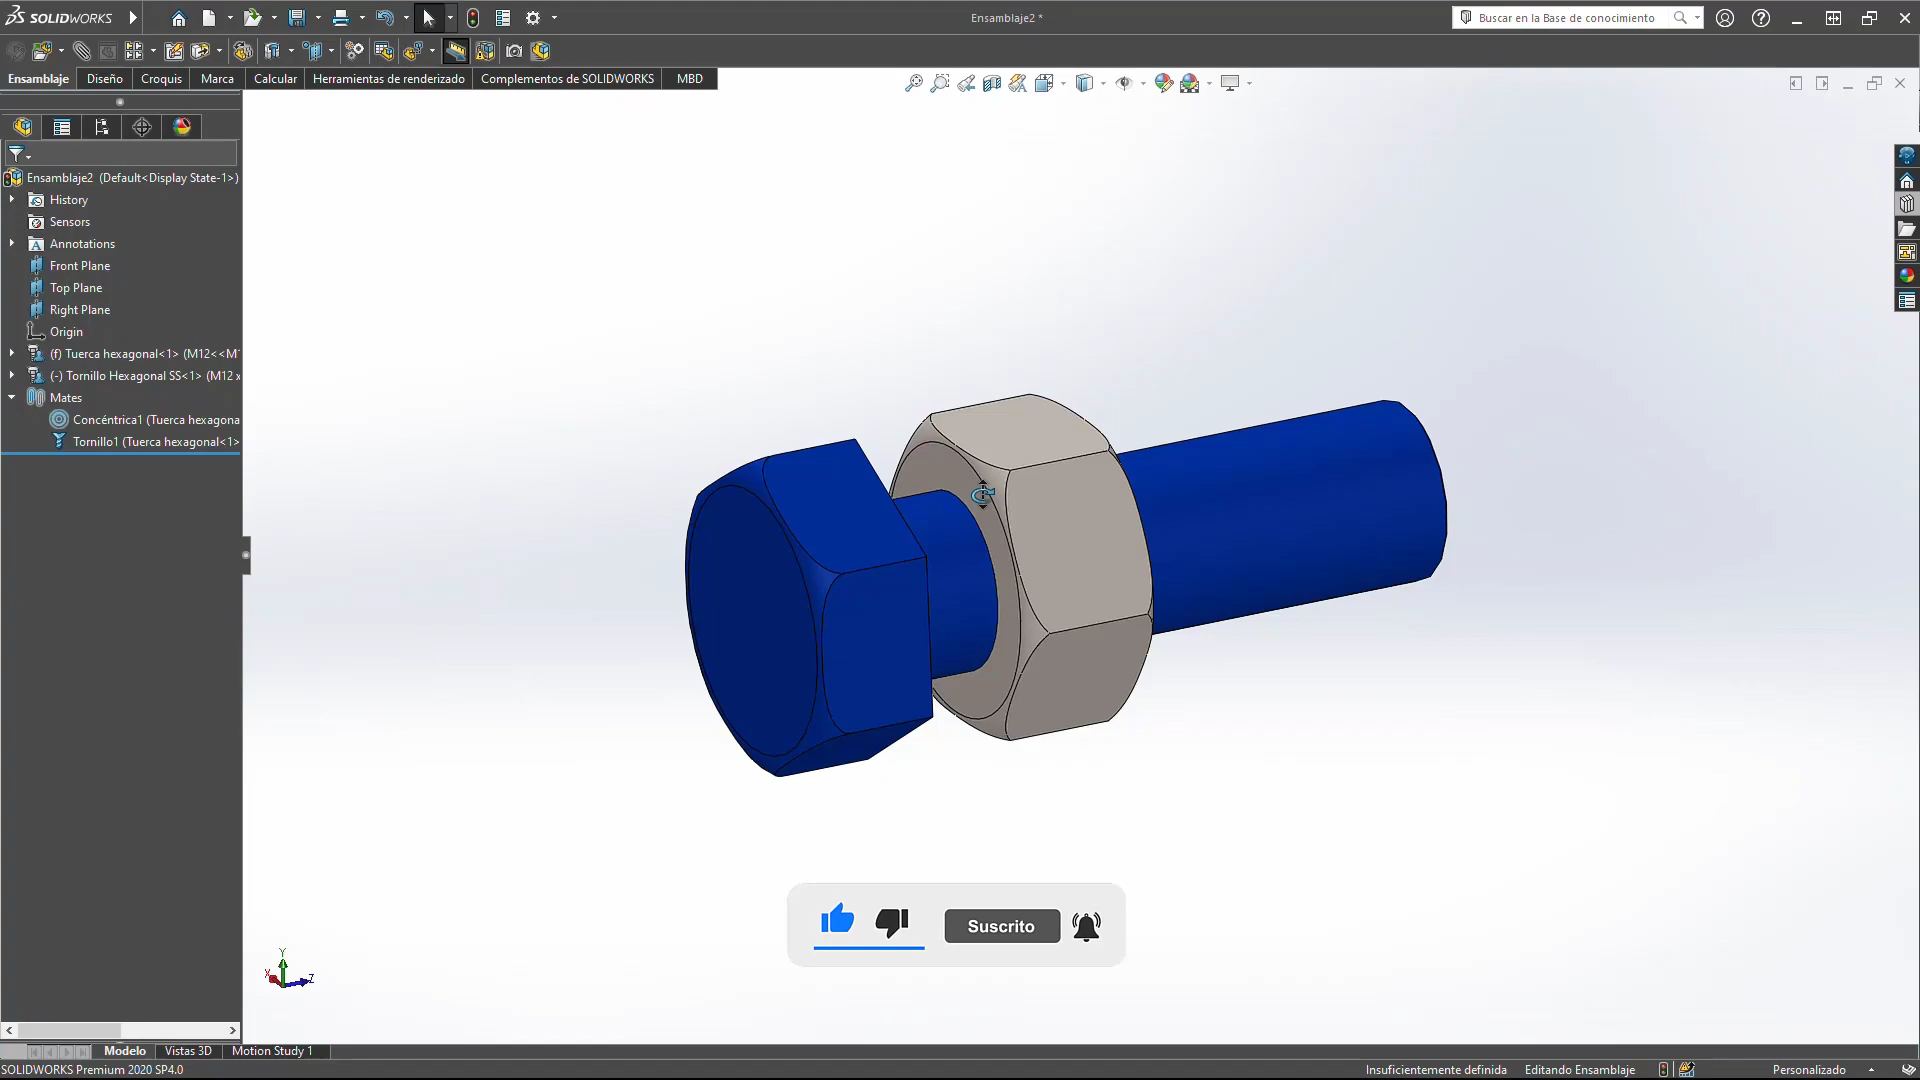 SOLIDWORKS
Ensamblaje2 *
Buscar en la Base de conocimiento
Ensamblaje
Diseño
Croquis
Marca
Calcular
Herramientas de renderizado
Complementos de SOLIDWORKS
MBD
Ensamblaje2 (Default<Display State-1>)
History
Sensors
A
Annotations
Front Plane
Top Plane
Right Plane
Origin
(f) Tuerca hexagonal<1> (M12<<M
(-) Tornillo Hexagonal SS<1> (M12 x
Mates
Concéntrica1 (Tuerca hexagona
Tornillo1 (Tuerca hexagonal<1>
Suscrito
Y
X
Z
Modelo
Vistas 3D
Motion Study 1
SOLIDWORKS Premium 2020 SP4.0
Insuficientemente definida
Editando Ensamblaje
Personalizado